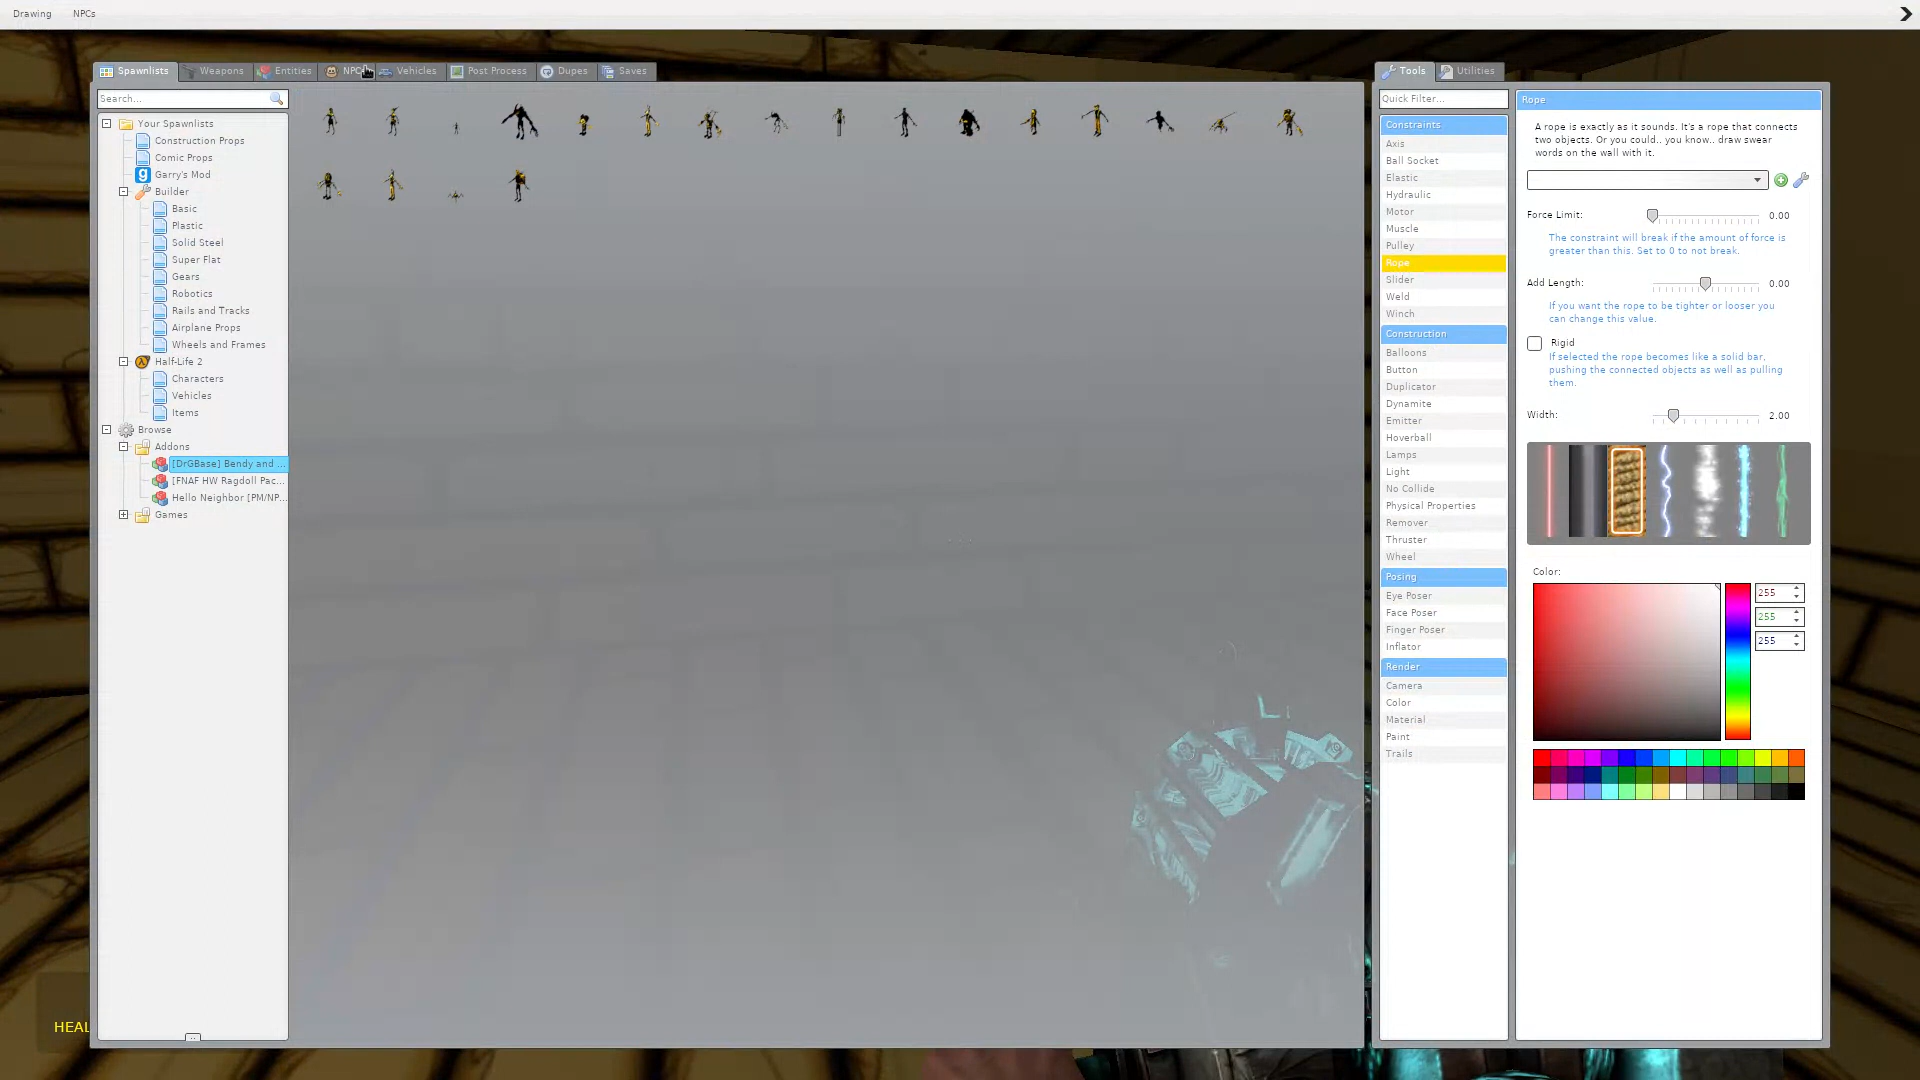 Drawing NPCs
Spawnlists Weapons Entities NPCs Vehicles Post Process Dupes Saves
Search...
Your Spawnlists
Construction Props
Comic Props
Garry's Mod
Builder
Basic
Plastic
Solid Steel
Super Flat
Gears
Robotics
Rails and Tracks
Airplane Props
Wheels and Frames
Half-Life 2
Characters
Vehicles
Items
Browse
Addons
[DrGBase] Bendy and ...
[FNAF HW Ragdoll Pac...
Hello Neighbor [PM/NP...
Games
HEAL
Tools Utilities
Quick Filter...
Constraints
Axis
Ball Socket
Elastic
Hydraulic
Motor
Muscle
Pulley
Rope
Slider
Weld
Winch
Construction
Balloons
Button
Duplicator
Dynamite
Emitter
Hoverball
Lamps
Light
No Collide
Physical Properties
Remover
Thruster
Wheel
Posing
Eye Poser
Face Poser
Finger Poser
Inflator
Render
Camera
Color
Material
Paint
Trails
Rope
A rope is exactly as it sounds. It's a rope that connects
two objects. Or you could.. you know.. draw swear
words on the wall with it.
Force Limit: 0.00
The constraint will break if the amount of force is
greater than this. Set to 0 to not break.
Add Length: 0.00
If you want the rope to be tighter or looser you
can change this value.
Rigid
If selected the rope becomes like a solid bar,
pushing the connected objects as well as pulling
them.
Width: 2.00
Color:
255
255
255